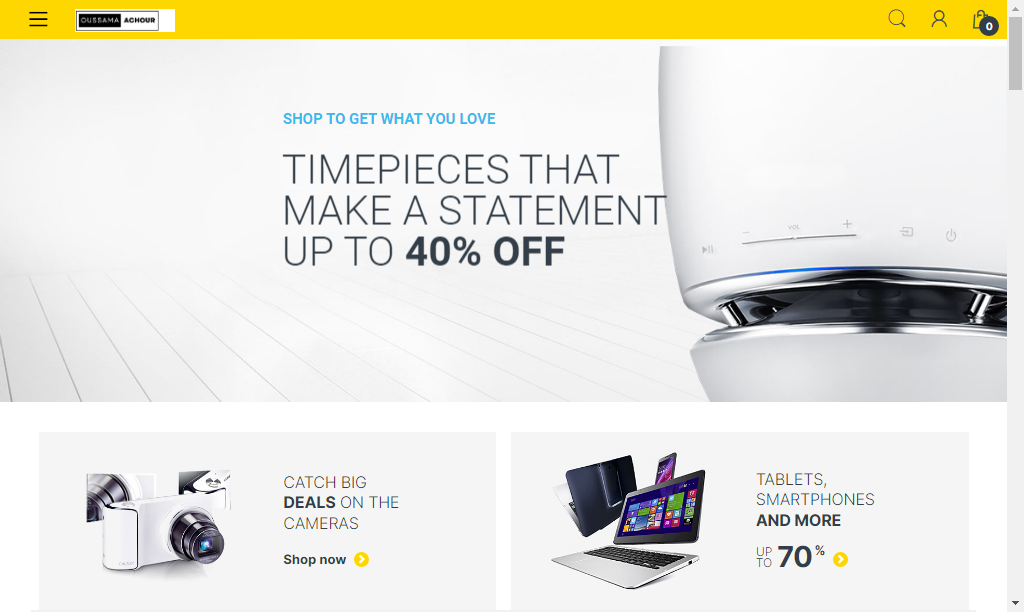 OUSSAMA ACHOUR
0
SHOP TO GET WHAT YOU LOVE
TIMEPIECES THAT
MAKE A STATEMENT
UP TO 40% OFF
VOL
CATCH BIG
DEALS ON THE
CAMERAS
Shop now
TABLETS,
SMARTPHONES
AND MORE
UP TO 70%